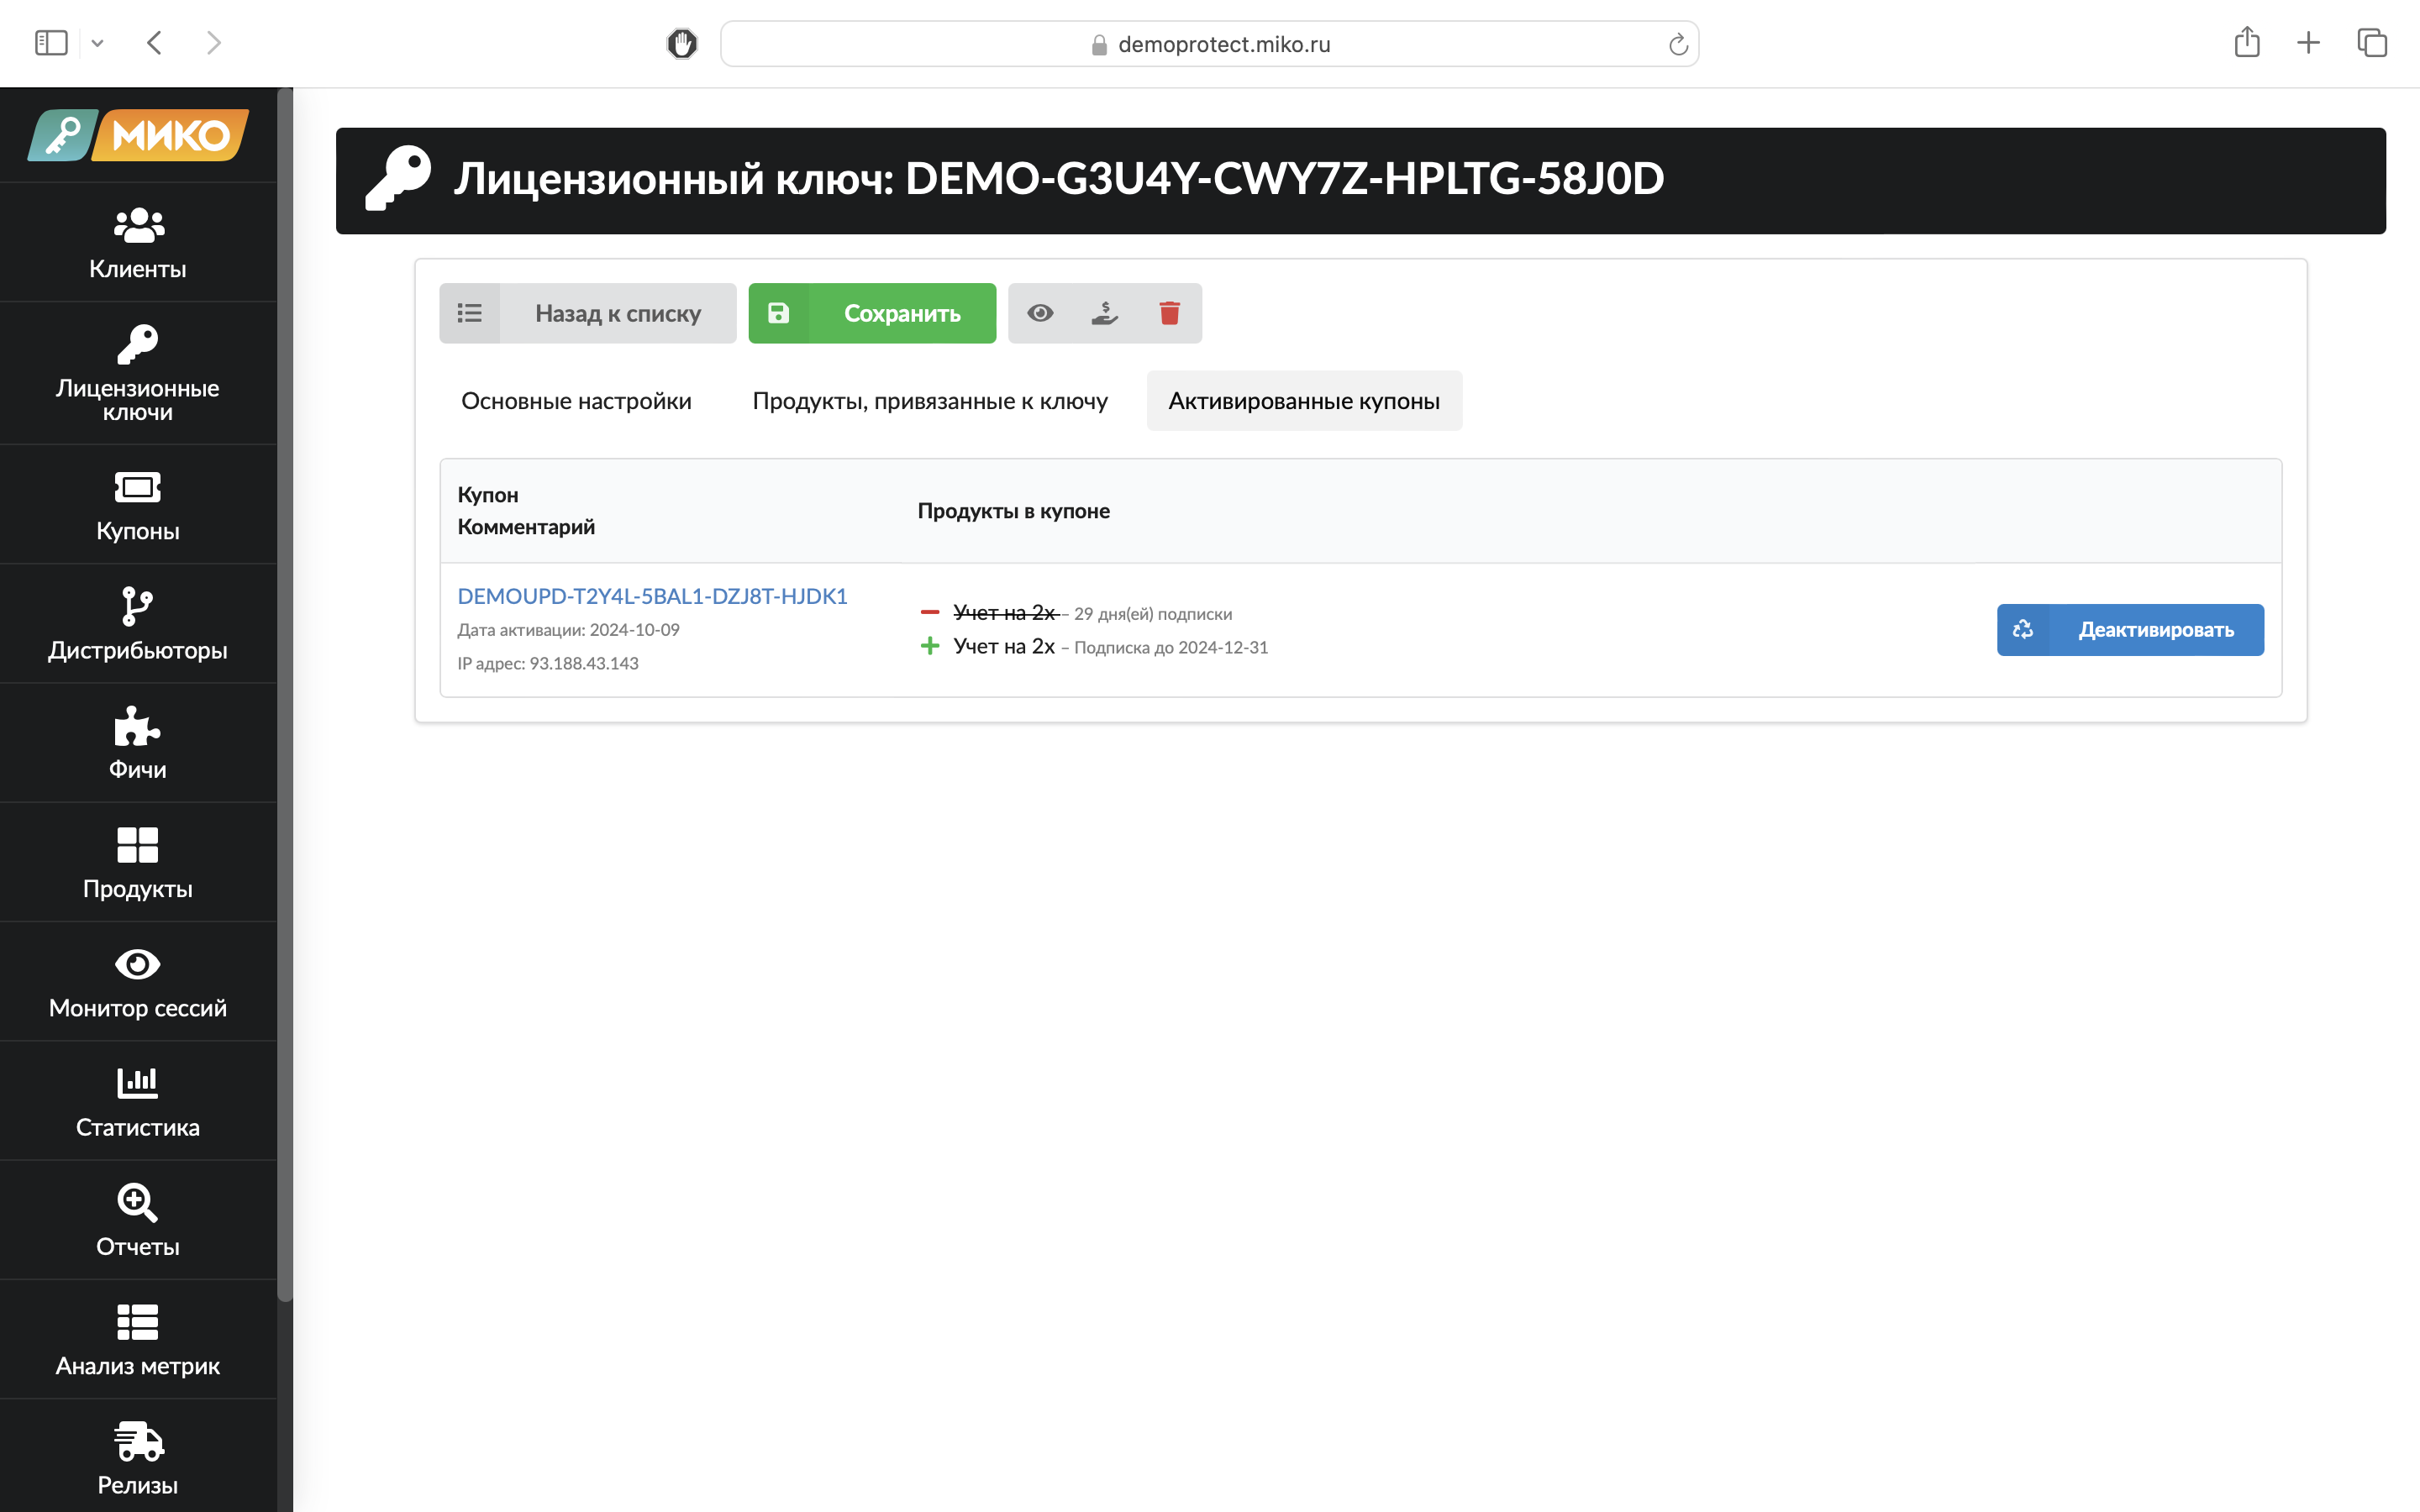 demoprotect.miko.ru
МИКО
Клиенты
Лицензионные
ключи
Купоны
Дистрибьюторы
Фичи
Продукты
Монитор сессий
Статистика
Отчеты
Анализ метрик
Релизы
Лицензионный ключ: DEMO-G3U4Y-CWY7Z-HPLTG-58J0D
Назад к списку
Сохранить
Основные настройки
Продукты, привязанные к ключу
Активированные купоны
Купон
Комментарий
Продукты в купоне
DEMOUPD-T2Y4L-5BAL1-DZJ8T-HJDK1
Дата активации: 2024-10-09
IP адрес: 93.188.43.143
Учет на 2х – 29 дня(ей) подписки
Учет на 2х – Подписка до 2024-12-31
Деактивировать